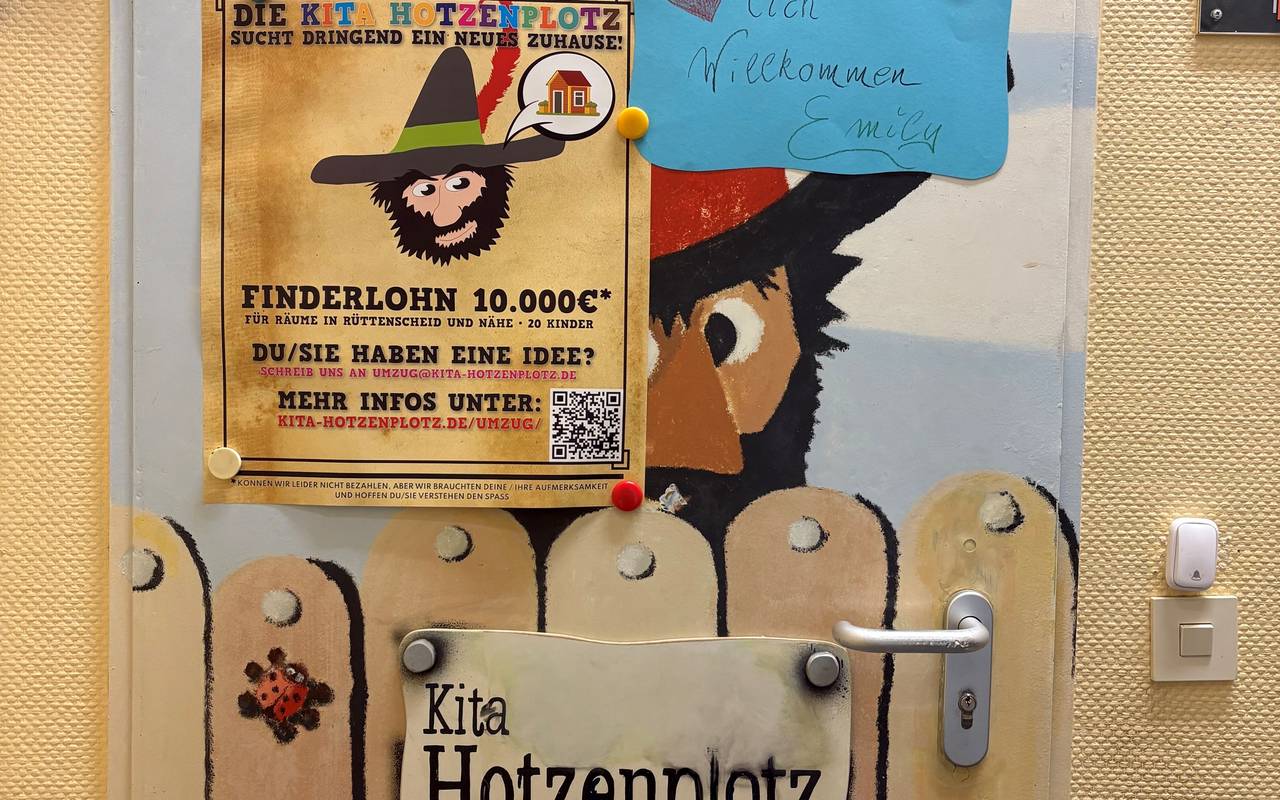 DIE KITA HOTZENPLOTZ
SUCHT DRINGEND EIN NEUES ZUHAUSE!
FINDERLOHN 10.000€*
FÜR RÄUME IN RÜTTENSCHEID UND NÄHE · 20 KINDER
DU/SIE HABEN EINE IDEE?
SCHREIB UNS AN UMZUG@KITA-HOTZENPLOTZ.DE
MEHR INFOS UNTER:
KITA-HOTZENPLOTZ.DE/UMZUG/
*KÖNNEN WIR LEIDER NICHT BEZAHLEN, ABER WIR BRAUCHTEN DEINE / IHRE AUFMERKSAMKEIT
UND HOFFEN DU/SIE VERSTEHEN DEN SPASS
lich
Willkommen
Emily
Kita
Hotzenplotz